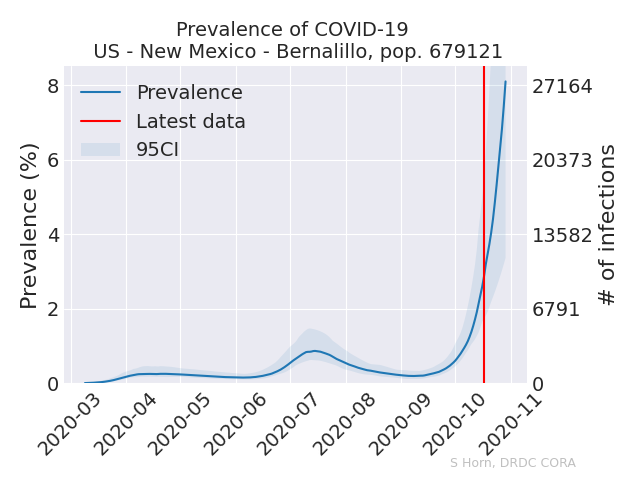 Prevalence of COVID-19
US - New Mexico - Bernalillo, pop. 679121
Prevalence
Latest data
95CI
Prevalence (%)
8
6
4
2
0
27164
20373
13582
6791
0
# of infections
2020-03
2020-04
2020-05
2020-06
2020-07
2020-08
2020-09
2020-10
2020-11
S Horn, DRDC CORA